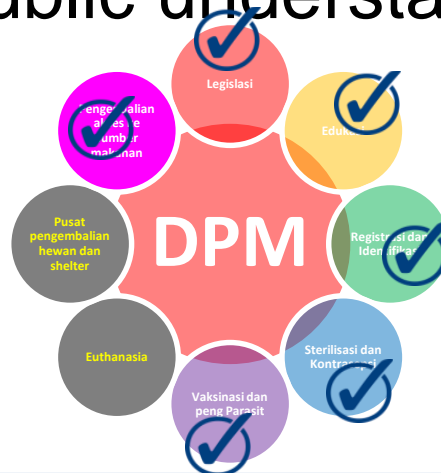 ublic understa
Legislasi
Edukasi
Registrasi dan
Identifikasi
Sterilisasi dan
Kontrasepsi
Vaksinasi dan
peng Parasit
Euthanasia
Pusat
pengembalian
hewan dan
shelter
akses ke
sumber
makanan
DPM